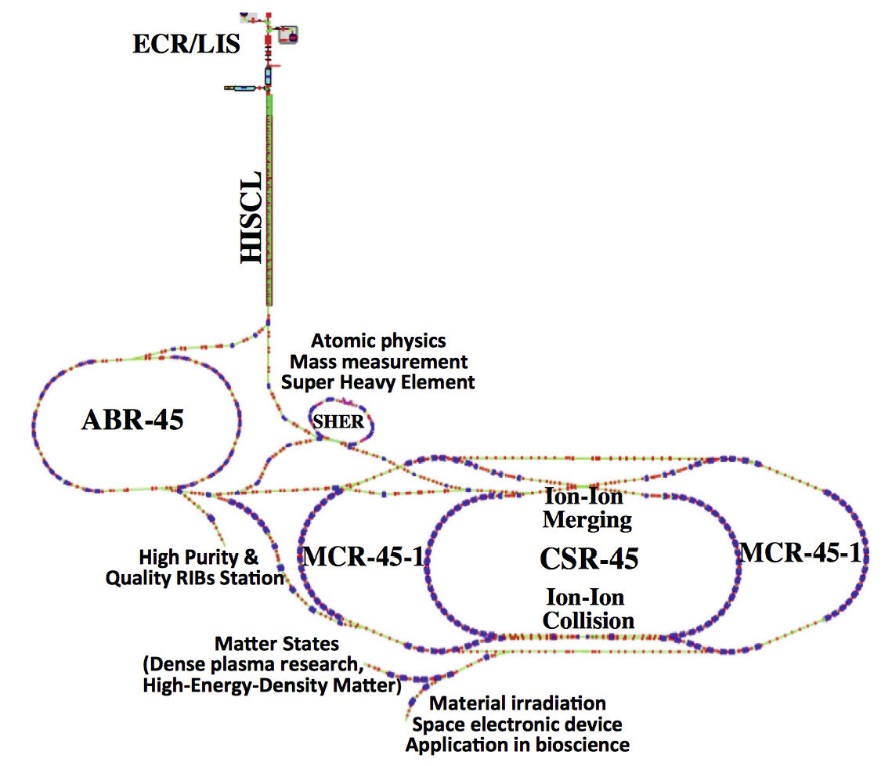 ECR/LIS
HISCL
Atomic physics
Mass measurement
Super Heavy Element
ABR-45
SHER
Ion-Ion
Merging
MCR-45-1
CSR-45
MCR-45-1
High Purity &
Quality RIBs Station
Ion-Ion
Collision
Matter States
(Dense plasma research,
High-Energy-Density Matter)
Material irradiation
Space electronic device
Application in bioscience